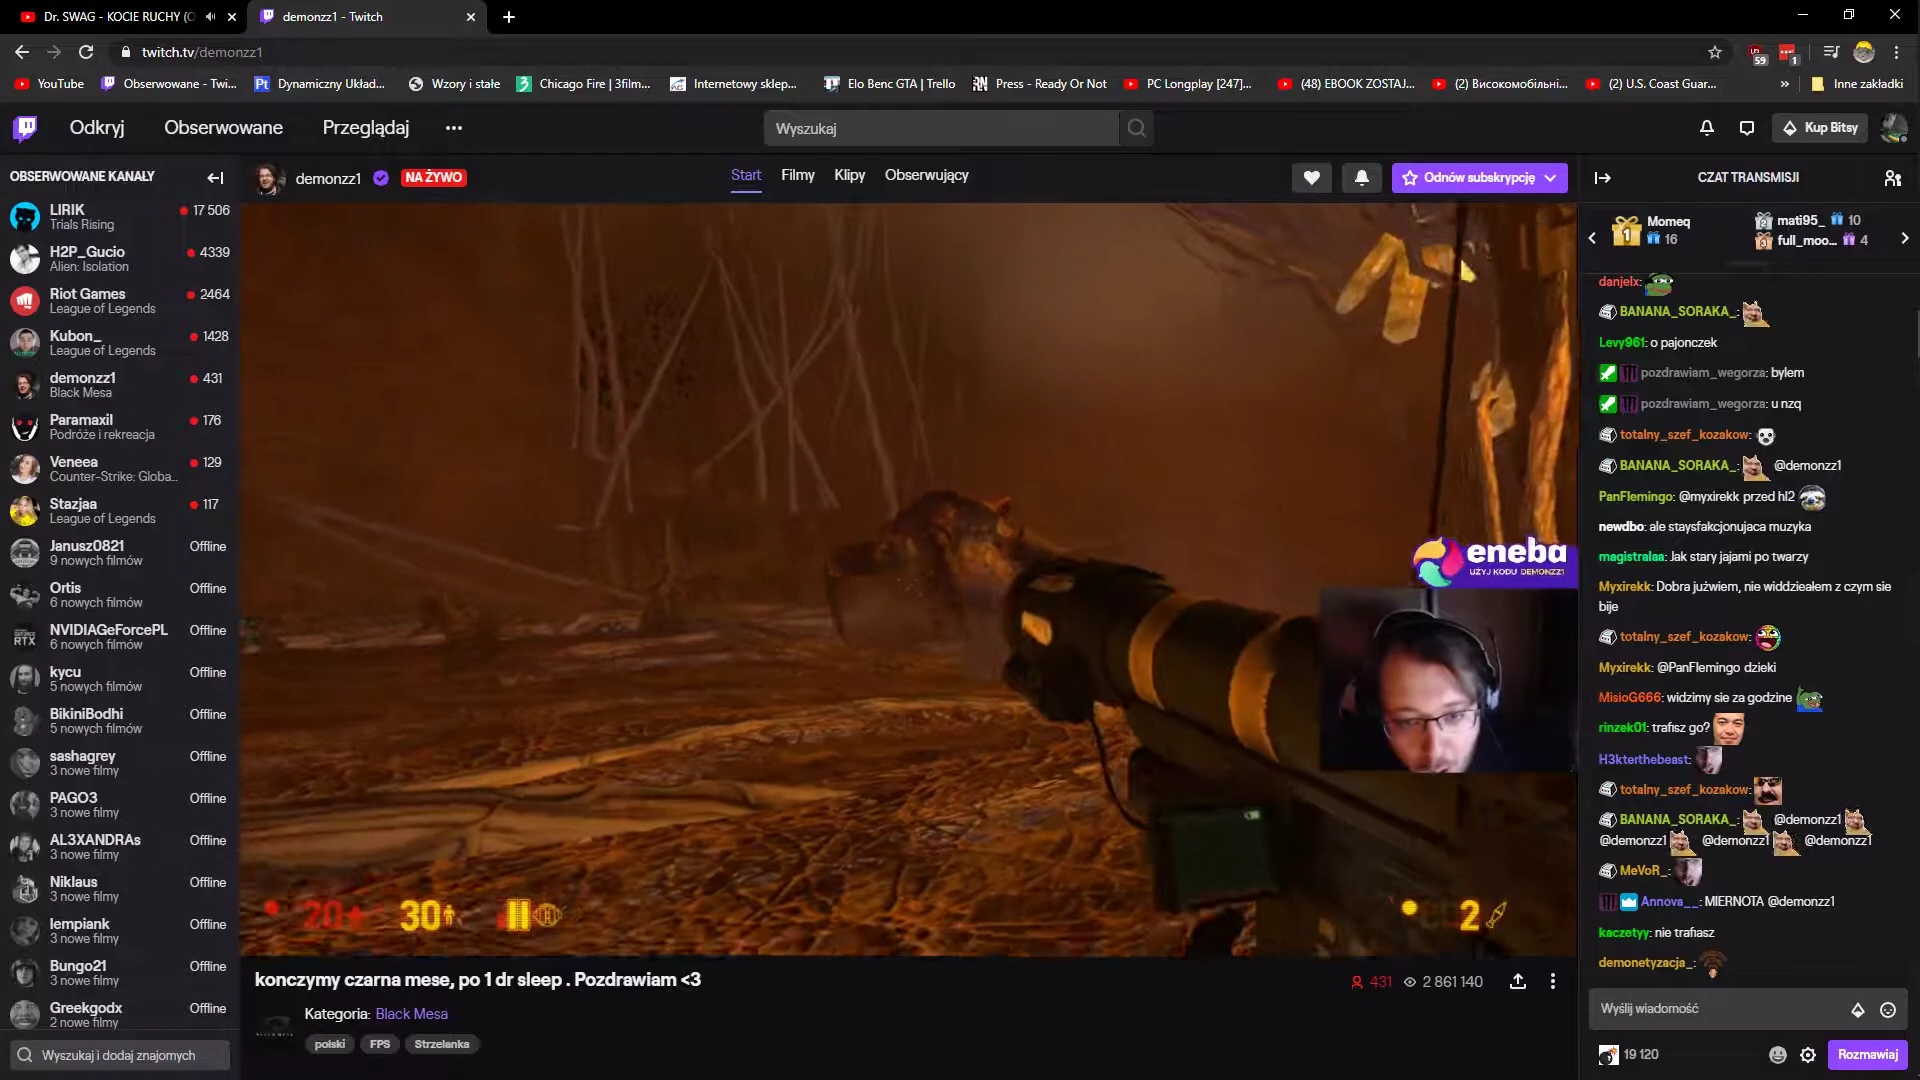 Dr. SWAG - KOCIE RUCHY (O
demonzz1 - Twitch
twitch.tv/demonzz1
59
1
YouTube
Obserwowane - Twi...
Pt
Dynamiczny Układ...
Wzory i stałe
Chicago Fire | 3film...
Internetowy sklep...
Elo Benc GTA | Trello
Press - Ready Or Not
PC Longplay [247]...
(48) EBOOK ZOSTAJ...
(2) Високомобільні...
(2) U.S. Coast Guar...
Inne zakładki
Odkryj
Obserwowane
Przeglądaj
Wyszukaj
Kup Bitsy
OBSERWOWANE KANAŁY
LIRIK
17 506
Trials Rising
H2P_Gucio
4339
Alien: Isolation
Riot Games
2464
League of Legends
Kubon_
1428
League of Legends
demonzz1
431
Black Mesa
Paramaxil
176
Podróże i rekreacja
Veneea
129
Counter-Strike: Globa...
Stazjaa
117
League of Legends
Janusz0821
Offline
9 nowych filmów
Ortis
Offline
6 nowych filmów
NVIDIAGeForcePL
Offline
6 nowych filmów
kycu
Offline
5 nowych filmów
BikiniBodhi
Offline
5 nowych filmów
sashagrey
Offline
3 nowe filmy
PAGO3
Offline
3 nowe filmy
AL3XANDRAs
Offline
3 nowe filmy
Niklaus
Offline
3 nowe filmy
lempiank
Offline
3 nowe filmy
Bungo21
Offline
3 nowe filmy
Greekgodx
Offline
2 nowe filmy
Wyszukaj i dodaj znajomych
demonzz1
NA ŻYWO
Start
Filmy
Klipy
Obserwujący
Odnów subskrypcję
eneba
UŻYJ KODU DEMONZZ1
20
30
2
konczymy czarna mese, po 1 dr sleep . Pozdrawiam <3
431
2 861 140
Kategoria: Black Mesa
polski
FPS
Strzelanka
CZAT TRANSMISJI
1
Momeq
16
2
mati95_
10
3
full_moo...
4
danjelx:
BANANA_SORAKA_:
Levy961: o pajonczek
pozdrawiam_wegorza: bylem
pozdrawiam_wegorza: u nzq
totalny_szef_kozakow:
BANANA_SORAKA_: @demonzz1
PanFlemingo: @myxirekk przed hl2
newdbo: ale staysfakcjonujaca muzyka
magistralaa: Jak stary jajami po twarzy
Myxirekk: Dobra jużwiem, nie widdzieałem z czym sie
bije
totalny_szef_kozakow:
Myxirekk: @PanFlemingo dzieki
MisioG666: widzimy sie za godzine
rinzek01: trafisz go?
H3kterthebeast:
totalny_szef_kozakow:
BANANA_SORAKA_: @demonzz1
@demonzz1 @demonzz1 @demonzz1
MeVoR_:
Annova__: MIERNOTA @demonzz1
kaczetyy: nie trafiasz
demonetyzacja_:
Wyślij wiadomość
19 120
Rozmawiaj